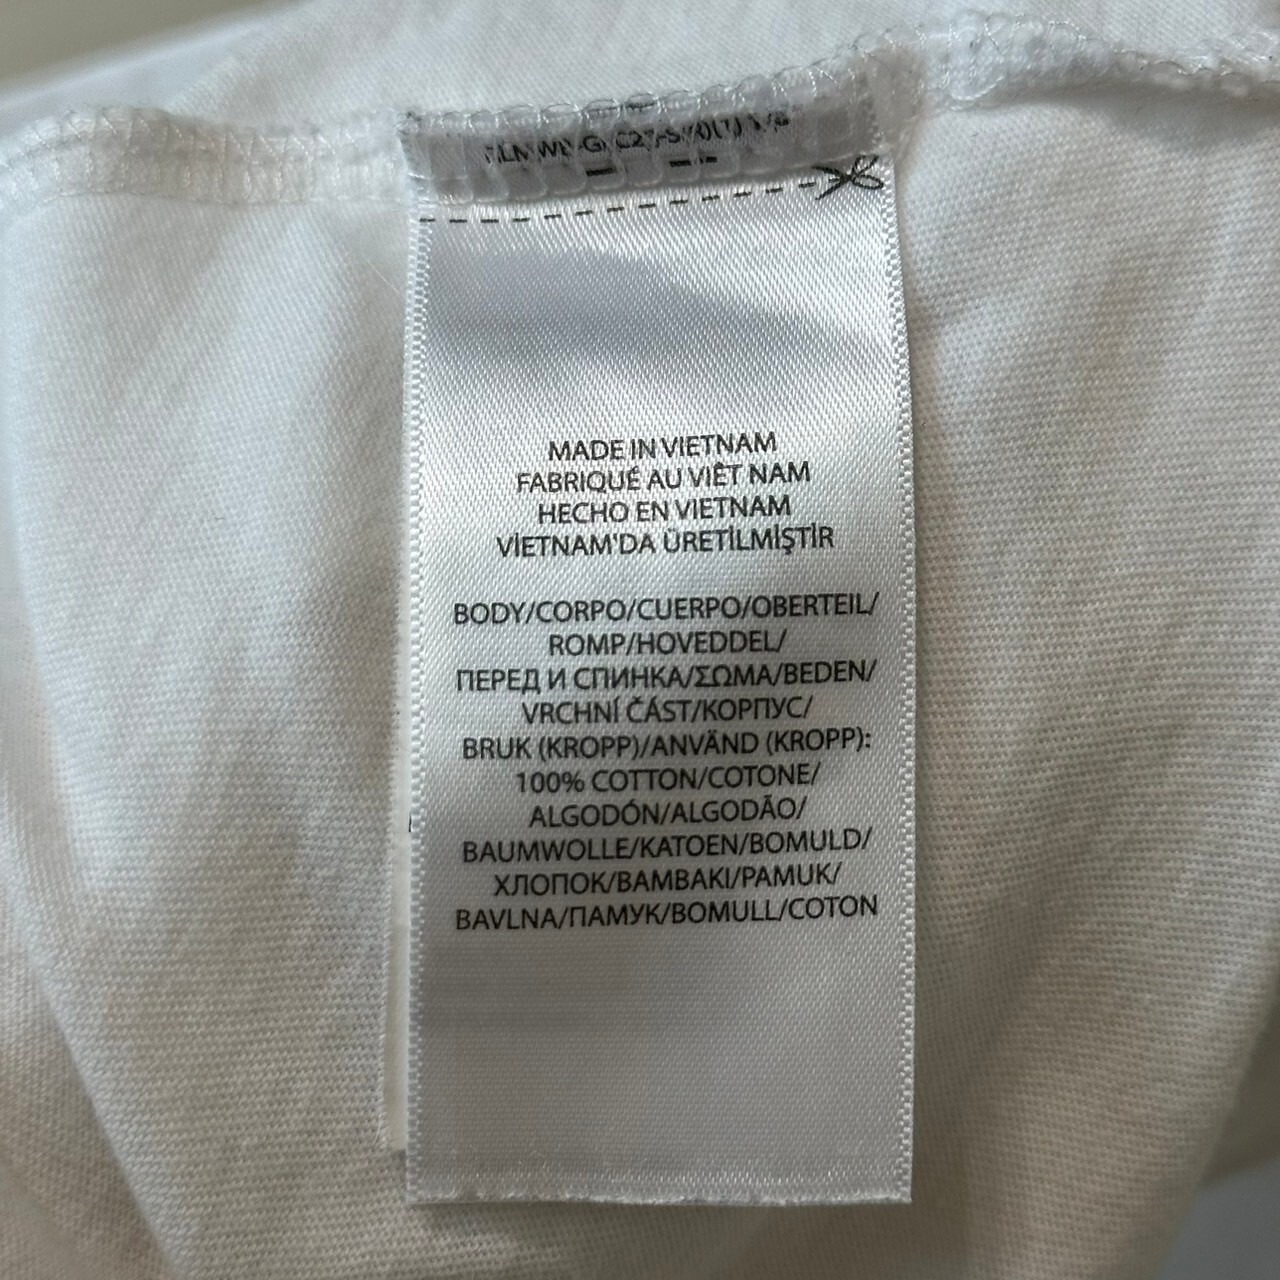 MADE IN VIETNAM
FABRIQUÉ AU VIÊT NAM
HECHO EN VIETNAM
VİETNAM'DA ÜRETİLMİŞTİR
BODY/CORPO/CUERPO/OBERTEIL/
ROMP/HOVEDDEL/
ПЕРЕД И СПИНКА/ΣΩΜΑ/BEDEN/
VRCHNÍ ČÁST/КОРПУС/
BRUK (KROPP)/ANVÄND (KROPP):
100% COTTON/COTONE/
ALGODÓN/ALGODÃO/
BAUMWOLLE/KATOEN/BOMULD/
ХЛОПОК/ΒΑΜΒΑΚΙ/PAMUK/
BAVLNA/ПАМУК/BOMULL/COTON